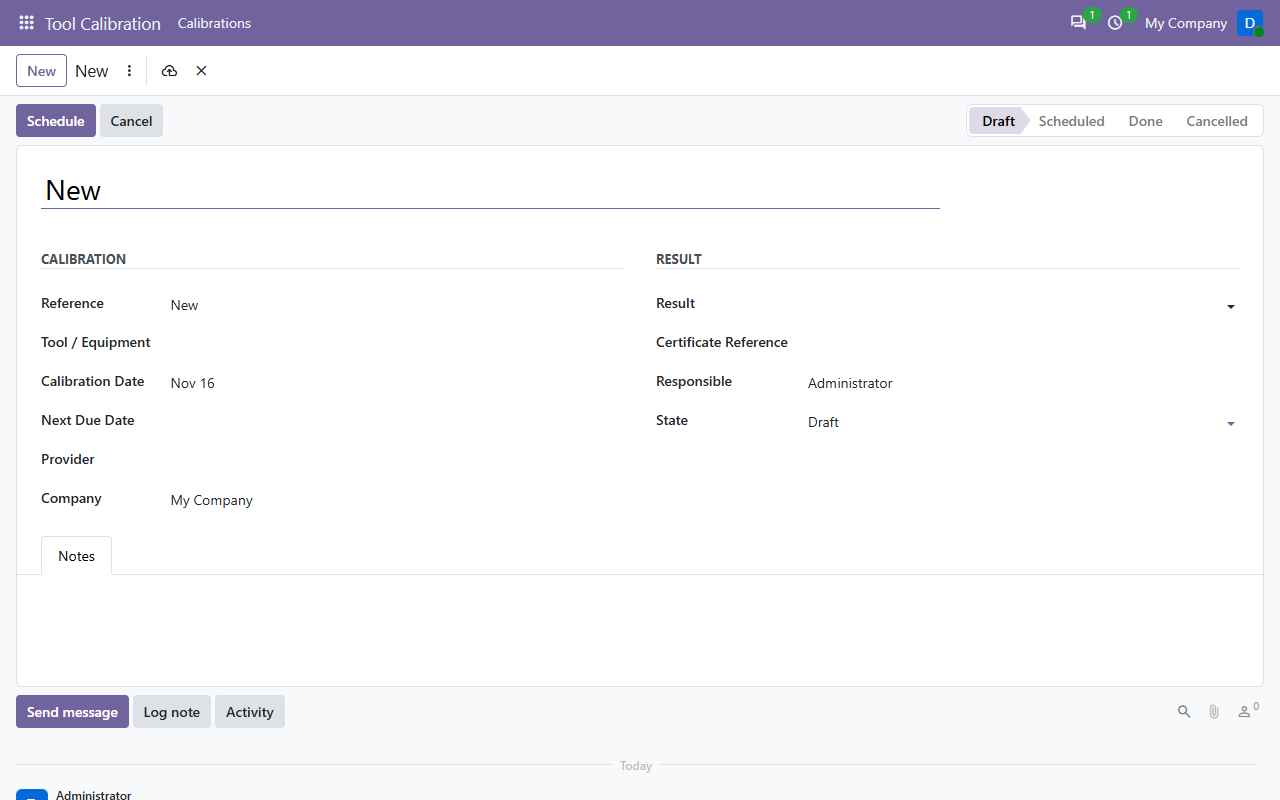 Tool Calibration Calibrations 1 1 My Company D
New New
Schedule Cancel Draft Scheduled Done Cancelled
New
CALIBRATION RESULT
Reference New Result
Tool / Equipment Certificate Reference
Calibration Date Nov 16 Responsible Administrator
Next Due Date State Draft
Provider
Company My Company
Notes
Send message Log note Activity 0
Today
Administrator